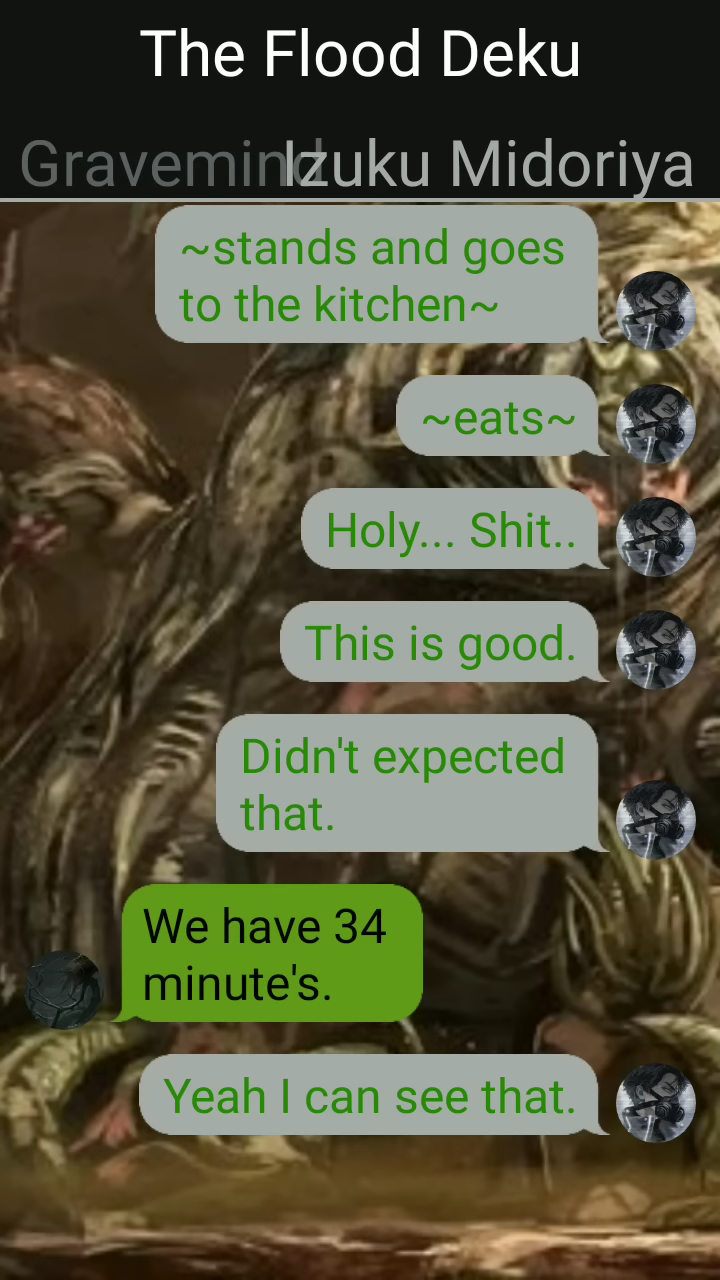 The Flood Deku
Gravemind Izuku Midoriya
~stands and goes
to the kitchen~
~eats~
Holy... Shit..
This is good.
Didn't expected
that.
We have 34
minute's.
Yeah I can see that.